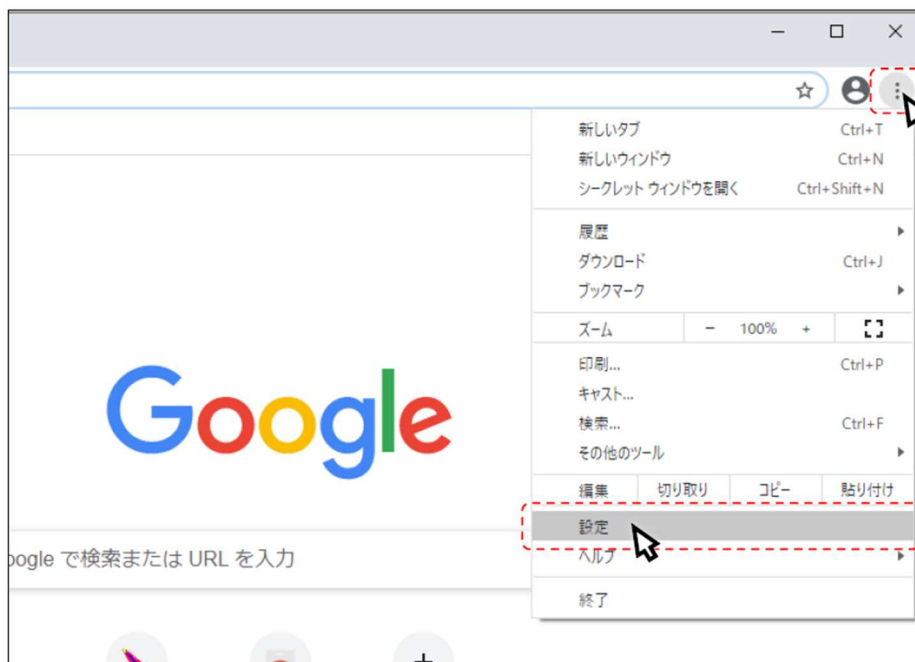 新しいタブ Ctrl+T
新しいウィンドウ Ctrl+N
シークレット ウィンドウを開く Ctrl+Shift+N
履歴
ダウンロード Ctrl+J
ブックマーク
ズーム − 100% + 
印刷... Ctrl+P
キャスト...
検索... Ctrl+F
その他のツール
編集 切り取り コピー 貼り付け
設定
ヘルプ
終了
Google
oogle で検索または URL を入力